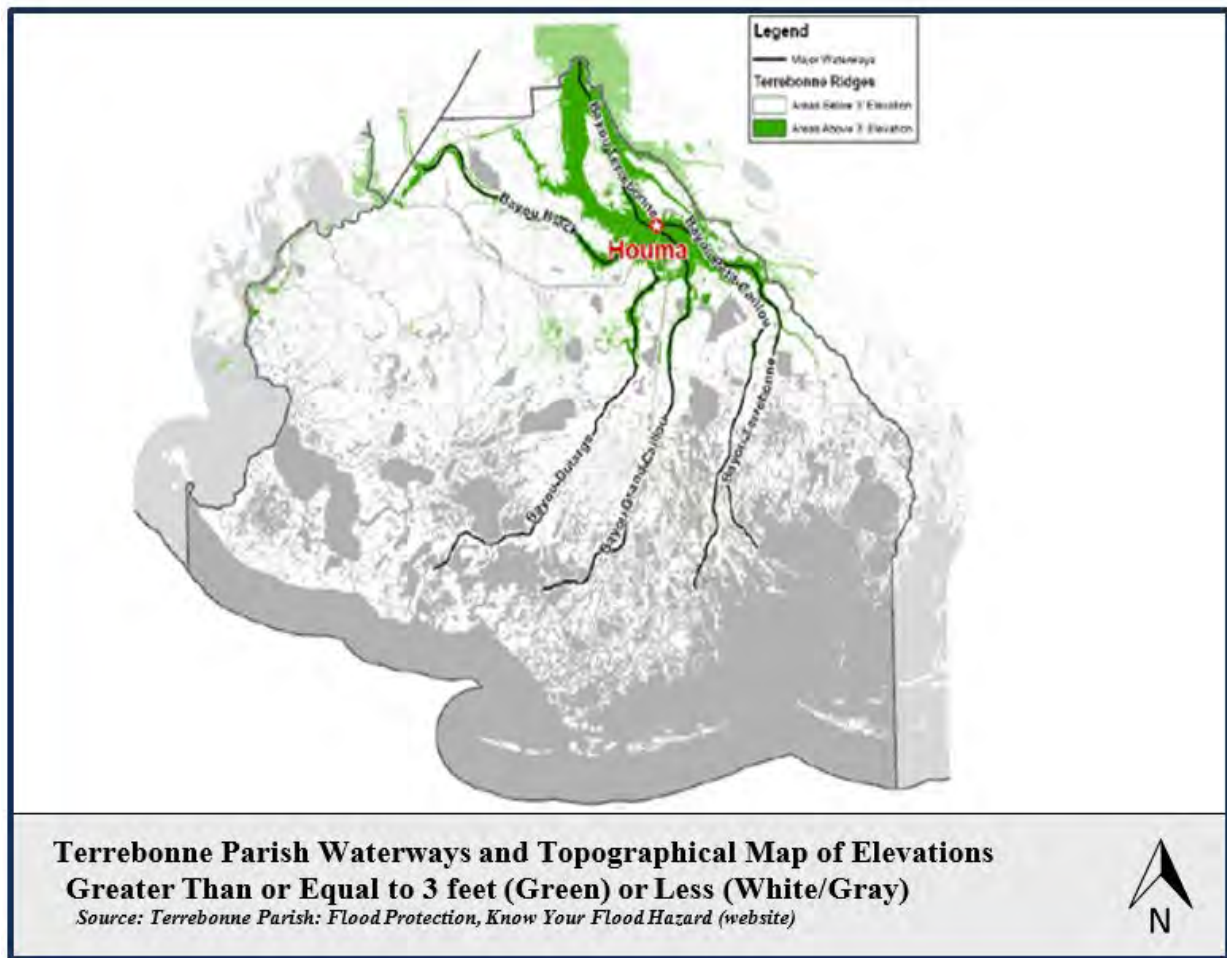 Legend
Major Waterways
Terrebonne Ridges
Areas Below 3' Elevation
Areas Above 3' Elevation
Bayou Terrebonne
Bayou Black
Houma
Bayou Petit Caillou
Bayou Dularge
Bayou Grand Caillou
Bayou Terrebonne
Terrebonne Parish Waterways and Topographical Map of Elevations
Greater Than or Equal to 3 feet (Green) or Less (White/Gray)
Source: Terrebonne Parish: Flood Protection, Know Your Flood Hazard (website)
N